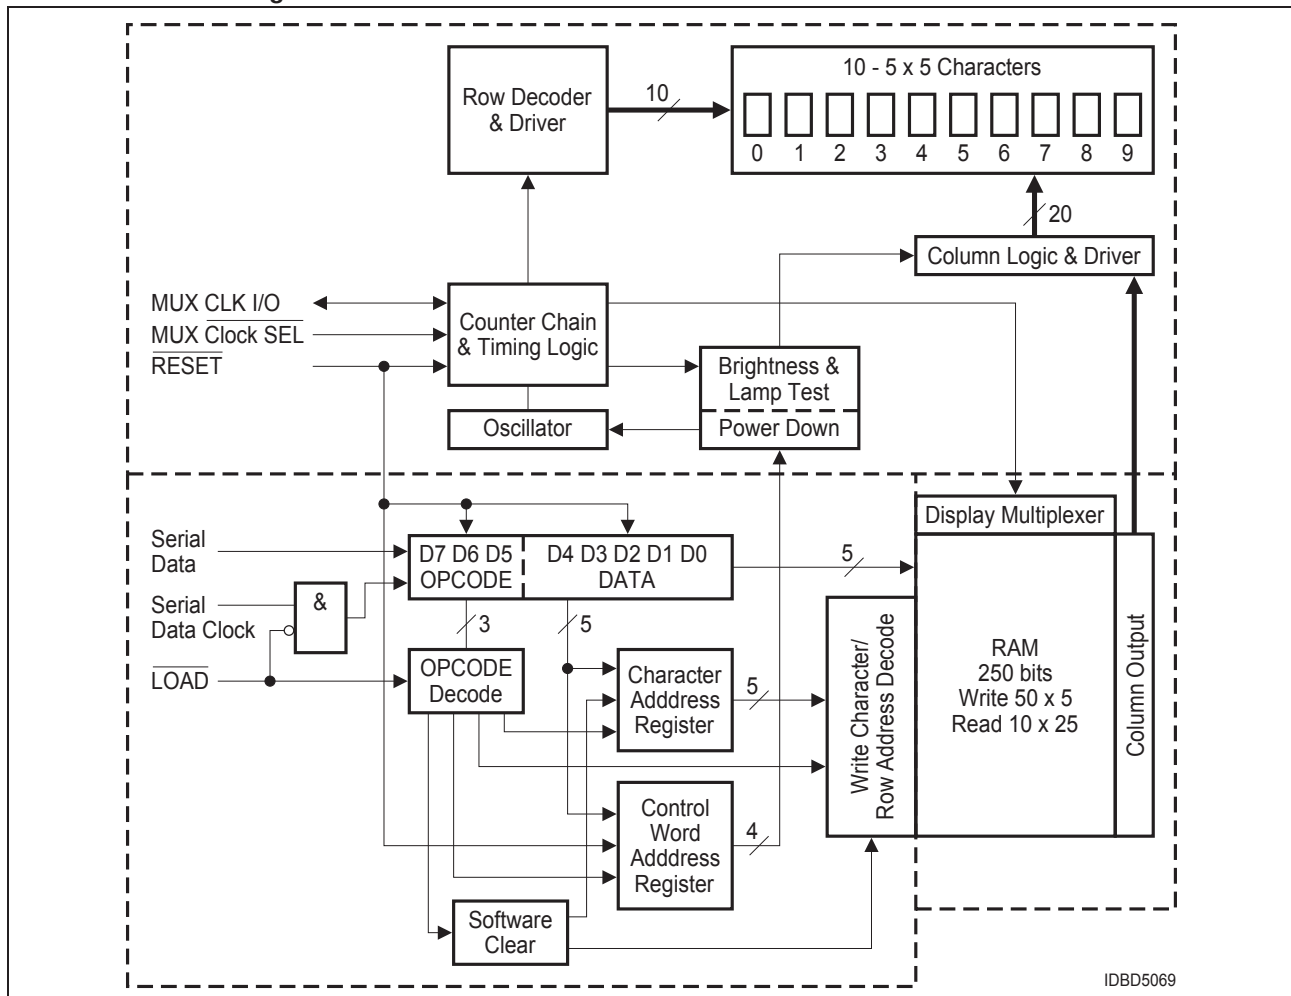 10 - 5 x 5 Characters
Row Decoder
& Driver
10
0 1 2 3 4 5 6 7 8 9
20
Column Logic & Driver
MUX CLK I/O
MUX Clock SEL
RESET
Counter Chain
& Timing Logic
Brightness &
Lamp Test
Oscillator
Power Down
Display Multiplexer
Serial
Data
D7 D6 D5
OPCODE
D4 D3 D2 D1 D0
DATA
5
Serial
Data Clock
&
3
5
LOAD
OPCODE
Decode
Character
Adddress
Register
5
Write Character/
Row Address Decode
RAM
250 bits
Write 50 x 5
Read 10 x 25
Column Output
Control
Word
Adddress
Register
4
Software
Clear
IDBD5069